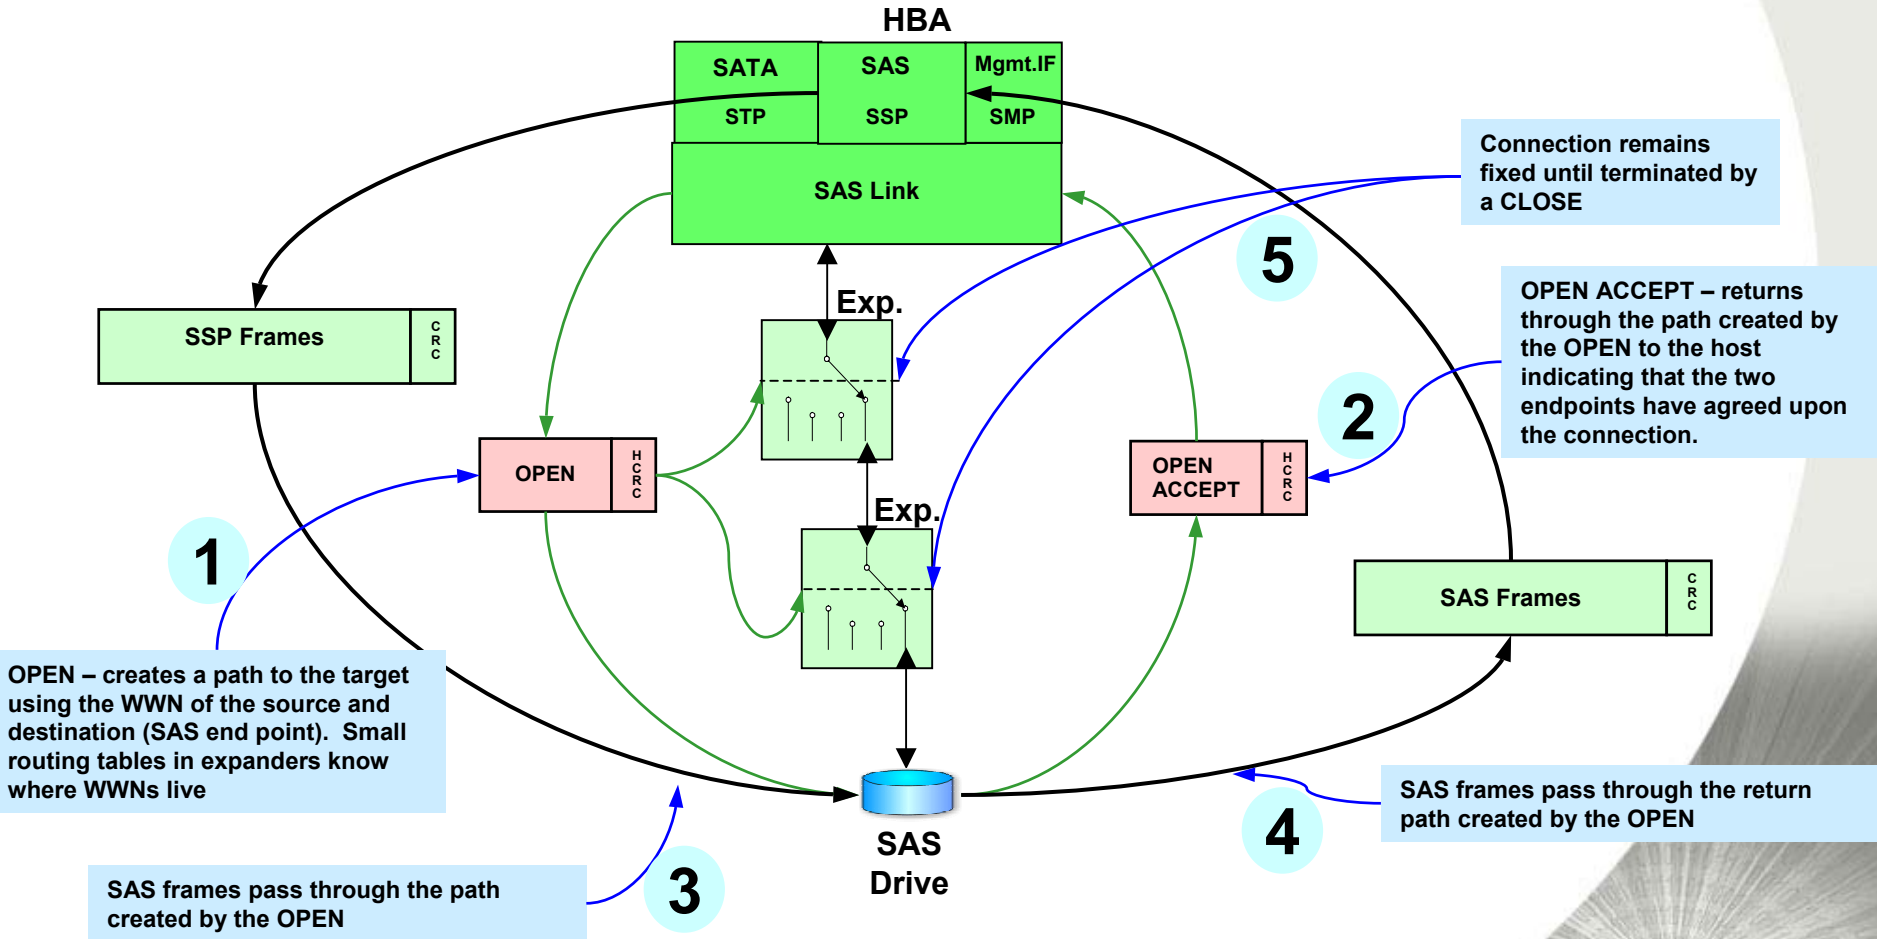 HBA
SATA
SAS
Mgmt.IF
STP
SSP
SMP
SAS Link
Connection remains
fixed until terminated by
a CLOSE
5
Exp.
SSP Frames
CRC
OPEN ACCEPT – returns
through the path created by
the OPEN to the host
indicating that the two
endpoints have agreed upon
the connection.
2
OPEN
HCRC
OPEN
ACCEPT
HCRC
Exp.
1
SAS Frames
CRC
OPEN – creates a path to the target
using the WWN of the source and
destination (SAS end point).  Small
routing tables in expanders know
where WWNs live
SAS frames pass through the return
path created by the OPEN
4
SAS
Drive
SAS frames pass through the path
created by the OPEN
3